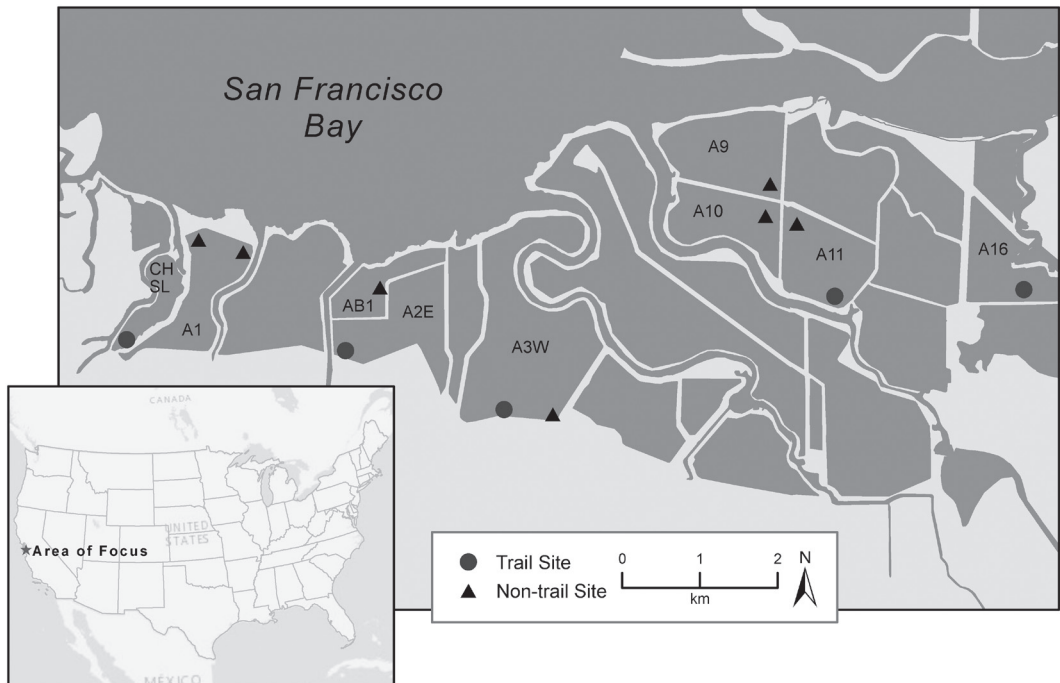 San Francisco
Bay
A9
A10
A11
A16
CH
SL
A1
AB1
A2E
A3W
CANADA
UNITED
STATES
Area of Focus
MÉXICO
Trail Site
Non-trail Site
0 1 2
km
N